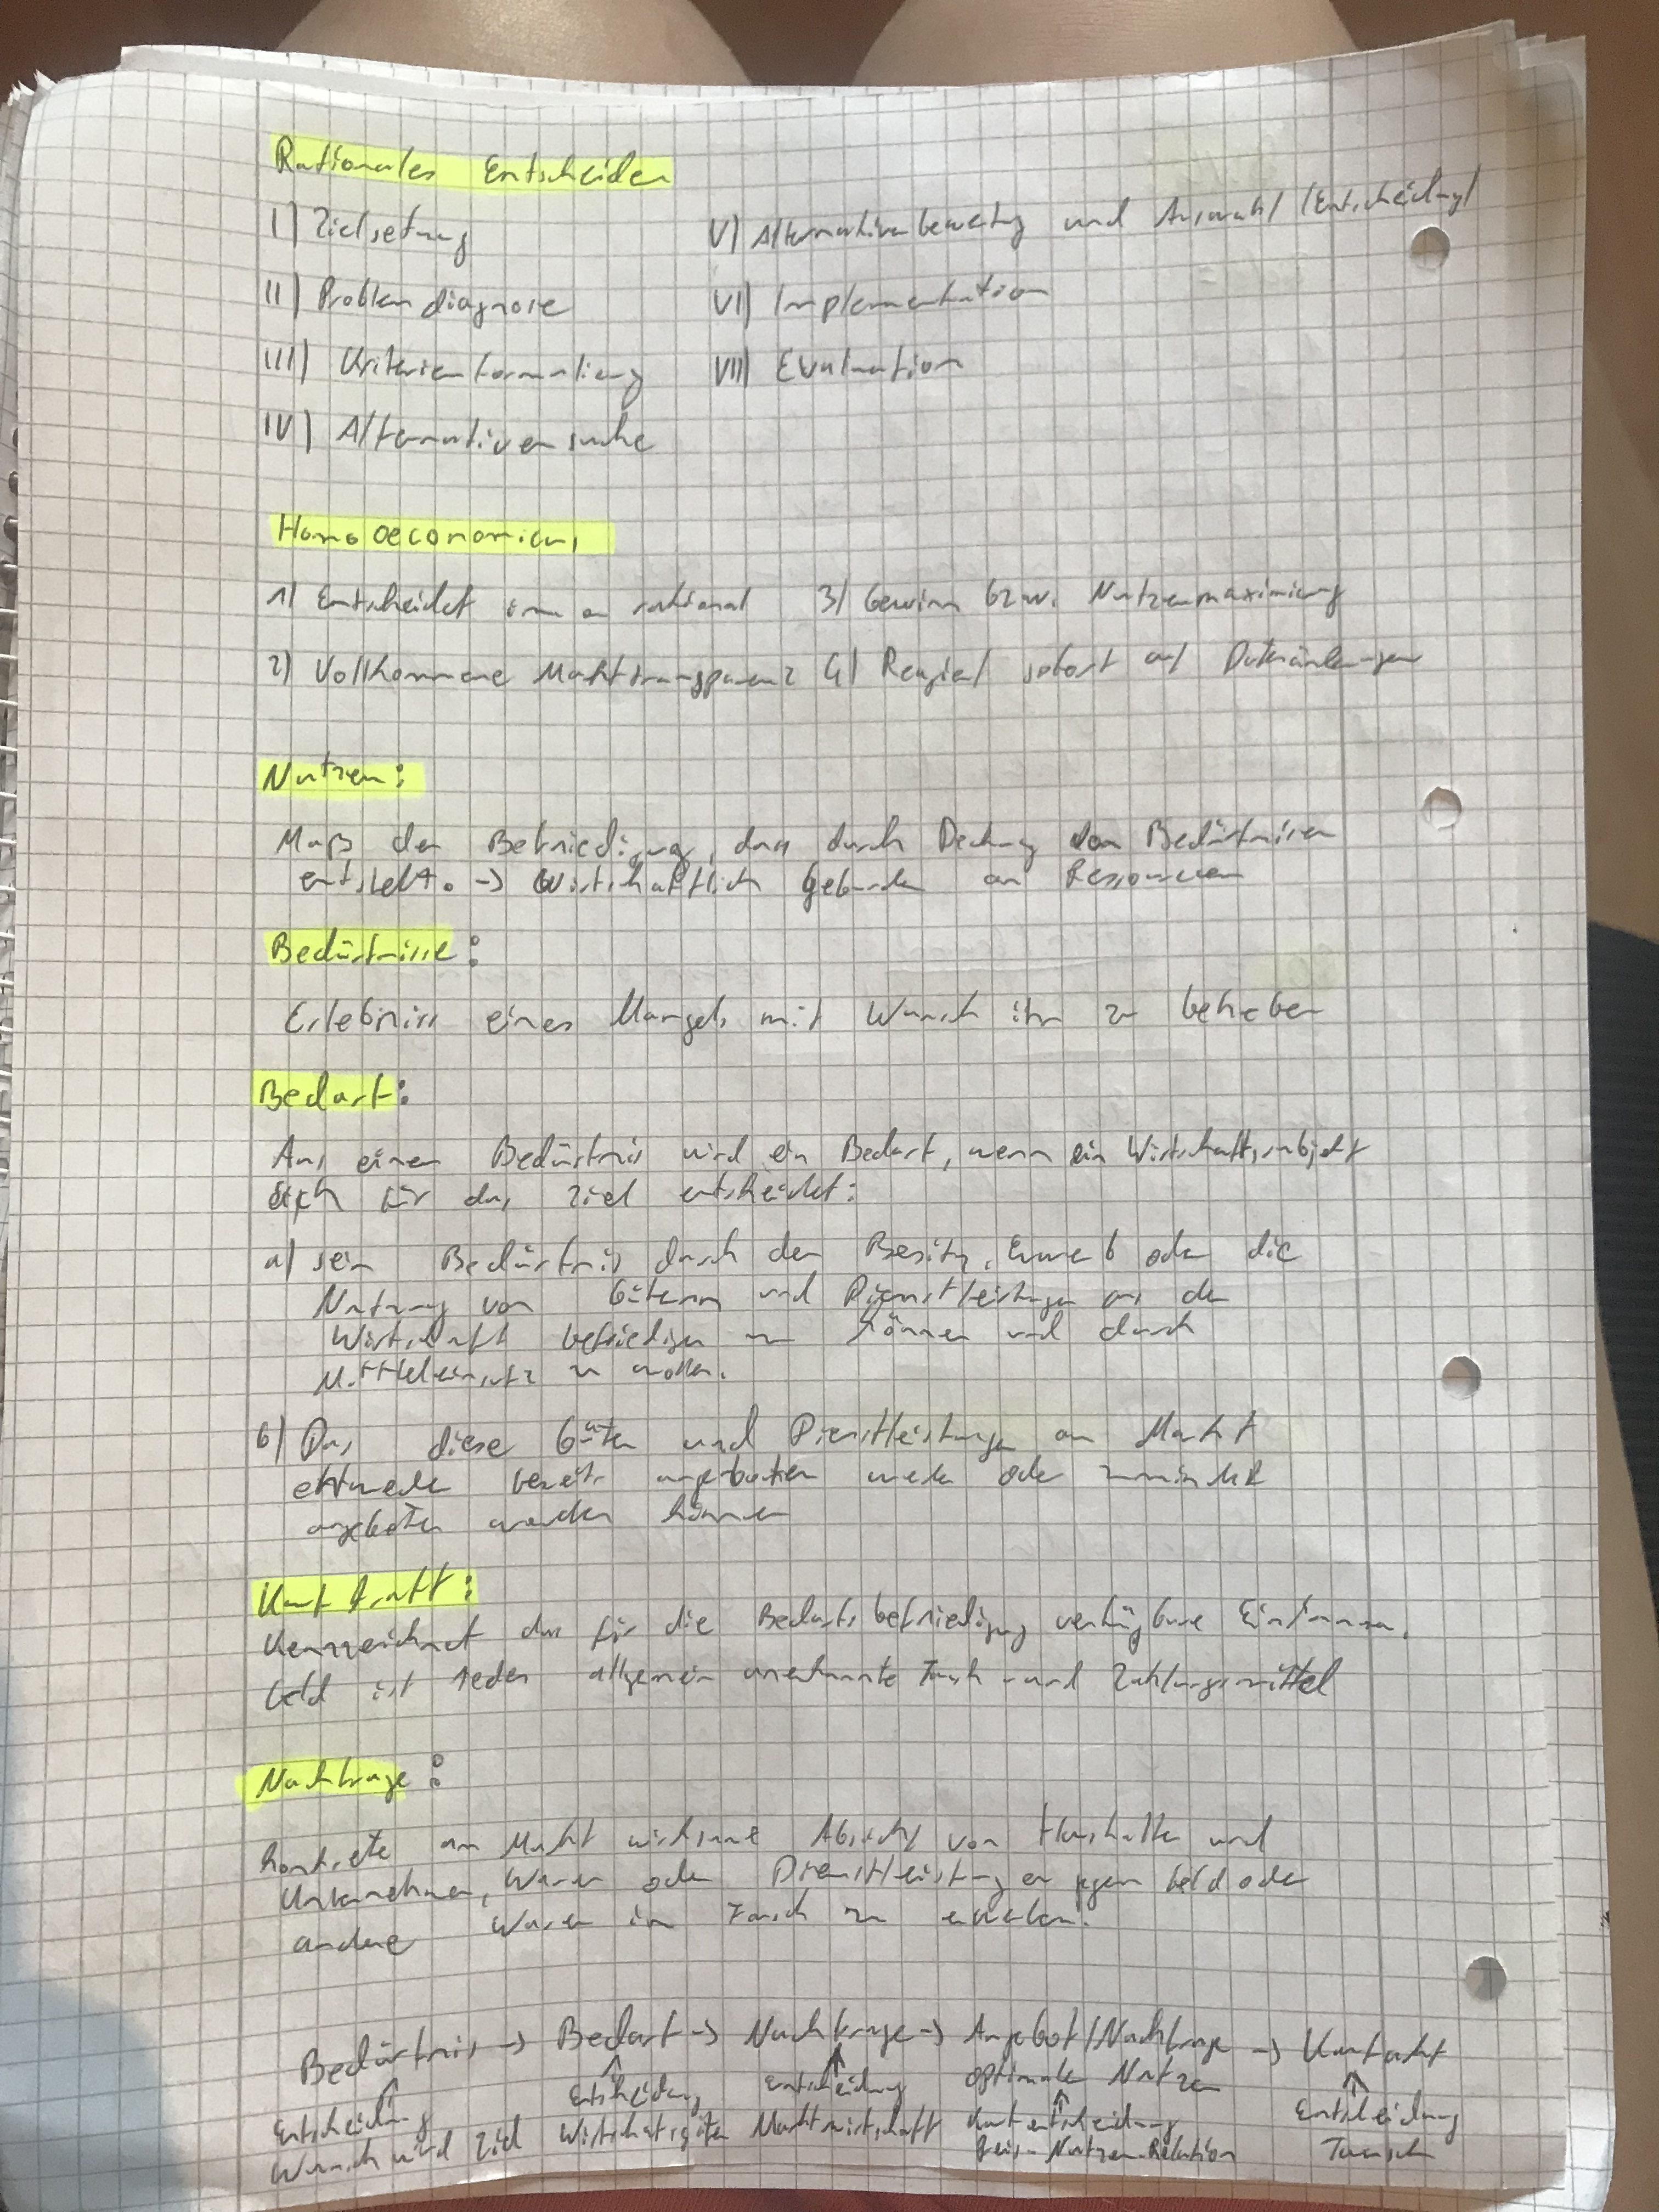 Rationales Entscheiden
I) Zielsetzung
V) Alternativenbewertung und Auswahl (Entscheidung)
II) Problemdiagnose
VI) Implementation
III) Kriterienformulierung
VII) Evaluation
IV) Alternativensuche
Homo oeconomicus
1) Entscheidet immer rational
3) Gewinn bzw. Nutzenmaximierung
2) Vollkommene Markttransparenz
4) Reagiert sofort auf Datenänderungen
Nutzen:
Maß der Befriedigung, das durch Deckung von Bedürfnissen
entsteht. -> Wirtschaftlich gebunden an Ressourcen
Bedürfnisse:
Erlebniss eines Mangels mit Wunsch ihn zu beheben
Bedarf:
Aus einem Bedürfnis wird ein Bedarf, wenn ein Wirtschaftssubjekt
sich für das Ziel entscheidet:
a) sein Bedürfnis durch den Besitz, Erwerb oder die
Nutzung von Gütern und Dienstleistungen aus der
Wirtschaft befriedigen zu können und durch
Mitteleinsatz zu wollen.
b) Das diese Güter und Dienstleistungen am Markt
entweder bereits angeboten werden oder zumindest
angeboten werden können
Kaufkraft:
Kennzeichnet das für die Bedarfsbefriedigung verfügbare Einkommen.
Geld ist jedes allgemein anerkannte Tausch- und Zahlungsmittel
Nachfrage:
Konkrete am Markt wirksame Absicht von Haushalten und
Unternehmen, Waren oder Dienstleistungen gegen Geld oder
andere Waren im Tausch zu erwerben.
Bedürfnis -> Bedarf -> Nachfrage -> Angebot/Nachfrage -> Kaufakt
optimaler Nutzen
Entscheidung Entscheidung Entscheidung Kaufentscheidung Entscheidung
Wunsch wird Ziel Wirtschaftsgüter Marktwirtschaft Preis-Nutzen-Relation Tausch